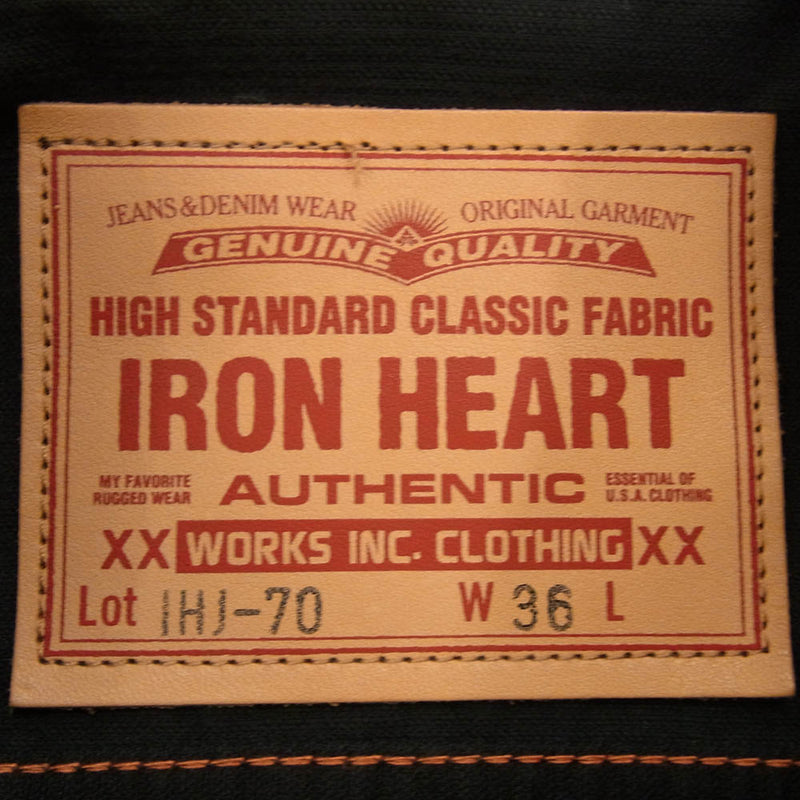 JEANS&DENIM WEAR ORIGINAL GARMENT
GENUINE QUALITY
HIGH STANDARD CLASSIC FABRIC
IRON HEART
MY FAVORITE
RUGGED WEAR
AUTHENTIC
ESSENTIAL OF
U.S.A. CLOTHING
XX WORKS INC. CLOTHING XX
Lot IHJ-70 W 36 L